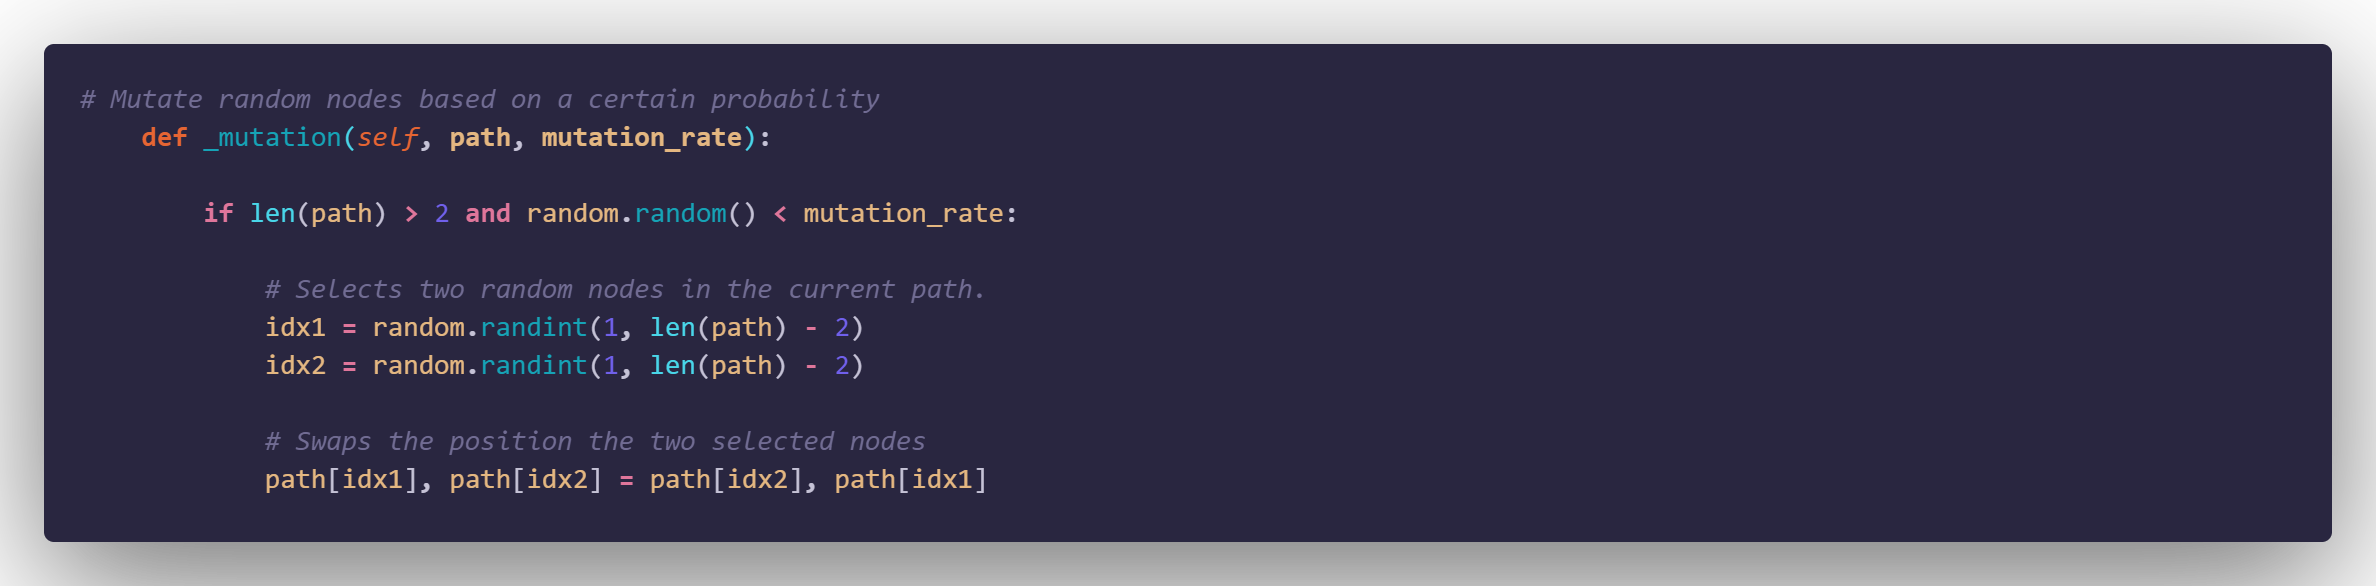 # Mutate random nodes based on a certain probability
    def _mutation(self, path, mutation_rate):
        if len(path) > 2 and random.random() < mutation_rate:
            # Selects two random nodes in the current path.
            idx1 = random.randint(1, len(path) - 2)
            idx2 = random.randint(1, len(path) - 2)
            # Swaps the position the two selected nodes
            path[idx1], path[idx2] = path[idx2], path[idx1]